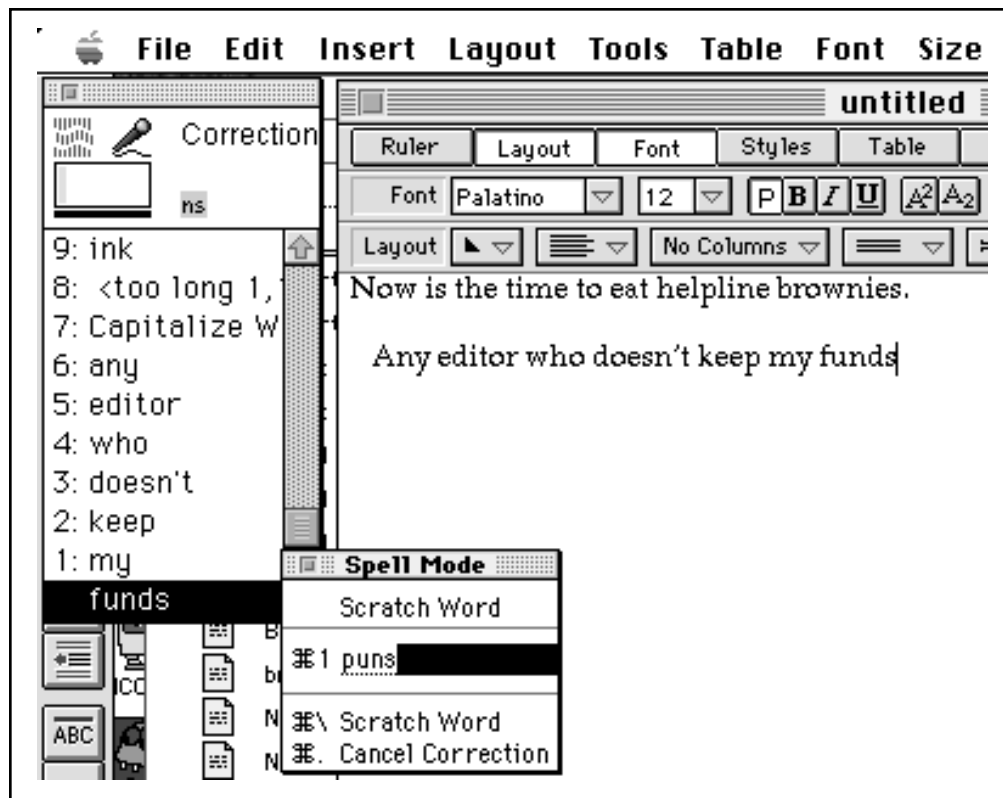 File Edit Insert Layout Tools Table Font Size
Correction
ns
9: ink
8: <too long 1,
7: Capitalize W
6: any
5: editor
4: who
3: doesn't
2: keep
1: my
funds
untitled
Ruler Layout Font Styles Table
Font Palatino 12 P B I U A2 A2
Layout No Columns
Now is the time to eat helpline brownies.
Any editor who doesn't keep my funds
Spell Mode
Scratch Word
⌘1 puns
⌘\ Scratch Word
⌘. Cancel Correction
ABC